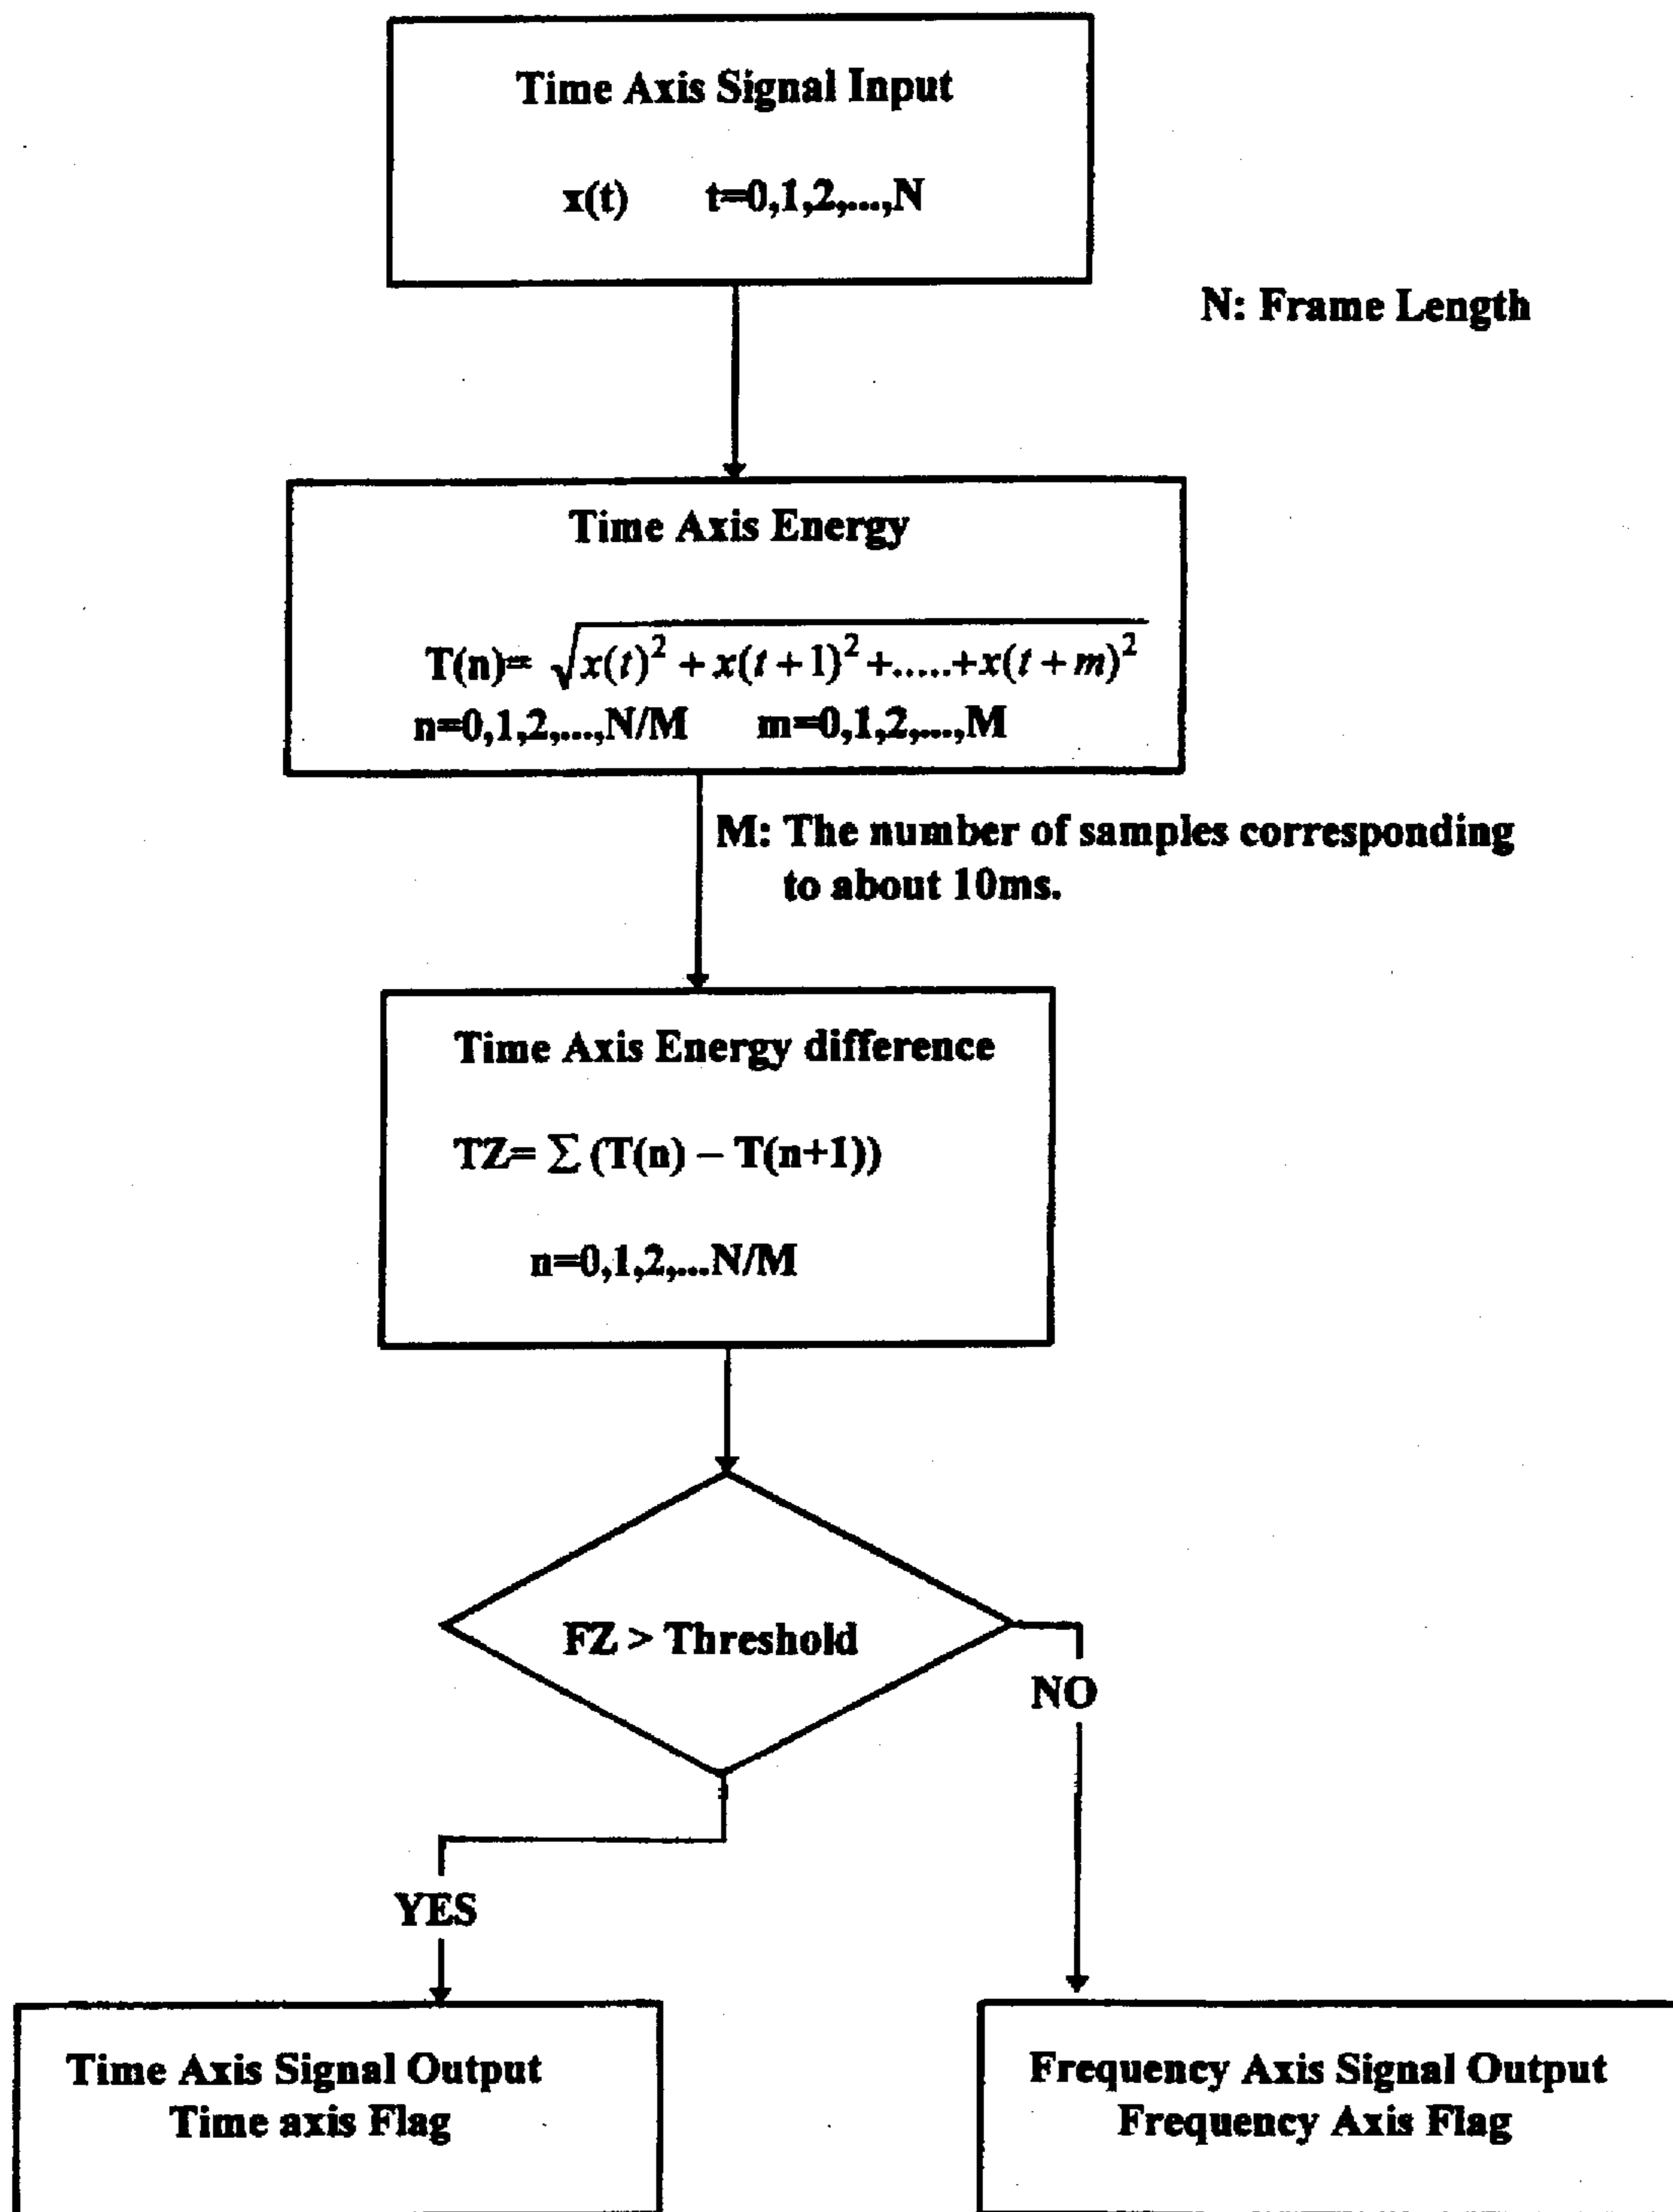 Time Axis Signal Input
x(t) t=0,1,2,...,N
N: Frame Length
Time Axis Energy
T(n)= √x(t)² + x(t+1)² +.....+x(t+m)²
n=0,1,2,...,N/M m=0,1,2,...,M
M: The number of samples corresponding
to about 10ms.
Time Axis Energy difference
TZ= ∑ (T(n) – T(n+1))
n=0,1,2,...N/M
FZ > Threshold
NO
YES
Time Axis Signal Output
Time axis Flag
Frequency Axis Signal Output
Frequency Axis Flag